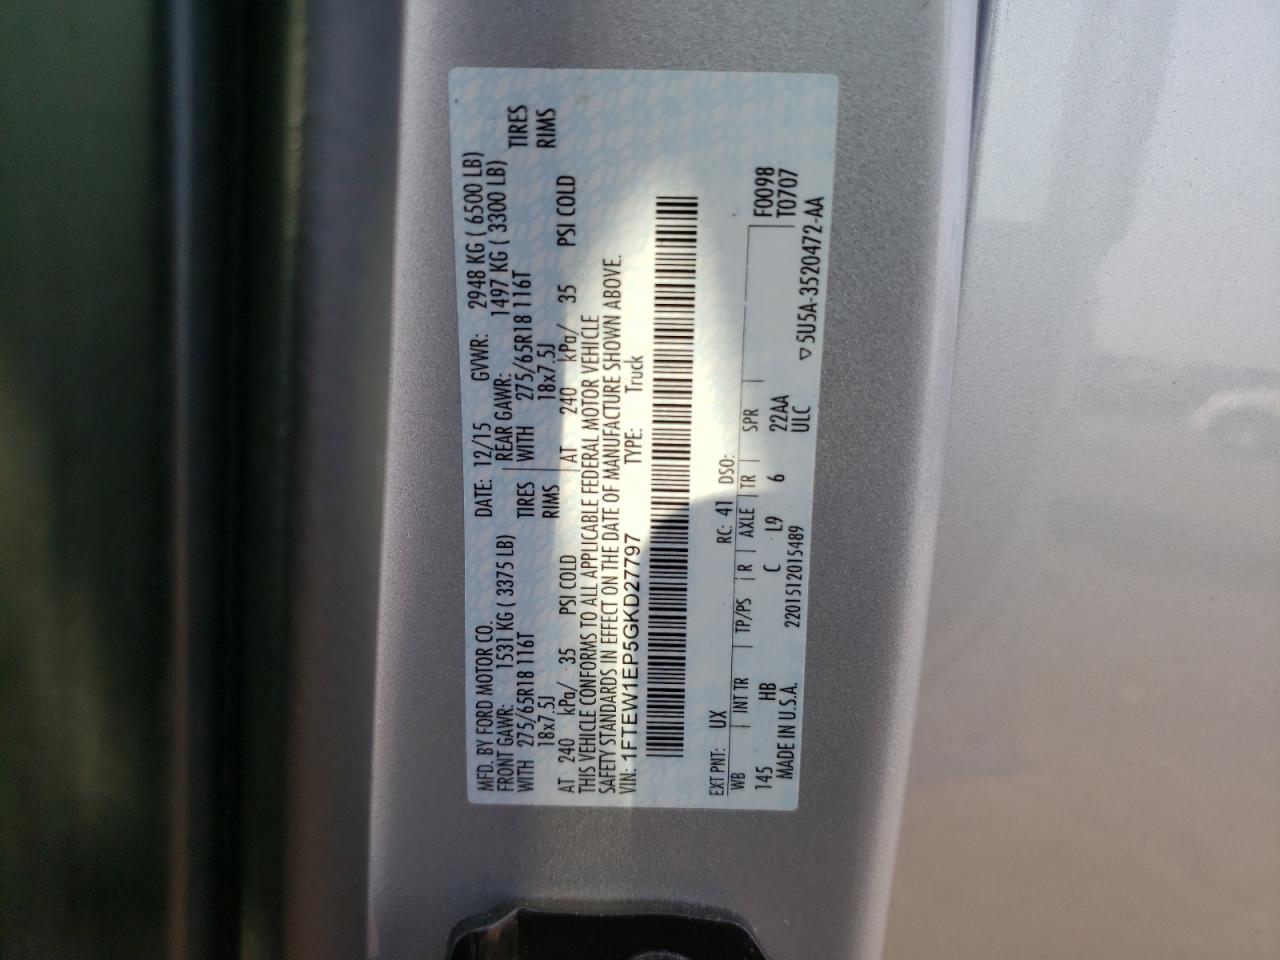 MFD. BY FORD MOTOR CO.
DATE: 12/15 GVWR: 2948 KG ( 6500 LB)
FRONT GAWR: 1531 KG ( 3375 LB) REAR GAWR: 1497 KG ( 3300 LB)
WITH 275/65R18 116T TIRES WITH 275/65R18 116T TIRES
18x7.5J RIMS 18x7.5J RIMS
AT 240 kPa/ 35 PSI COLD AT 240 kPa/ 35 PSI COLD
THIS VEHICLE CONFORMS TO ALL APPLICABLE FEDERAL MOTOR VEHICLE
SAFETY STANDARDS IN EFFECT ON THE DATE OF MANUFACTURE SHOWN ABOVE.
VIN: 1FTEW1EP5GKD27797 TYPE: Truck
EXT PNT: UX RC: 41 DSO:
WB INT TR TP/PS R AXLE TR SPR F0098
145 HB C L9 6 22AA T0707
MADE IN U.S.A. 2201512015489 ULC ▽5U5A-3520472-AA